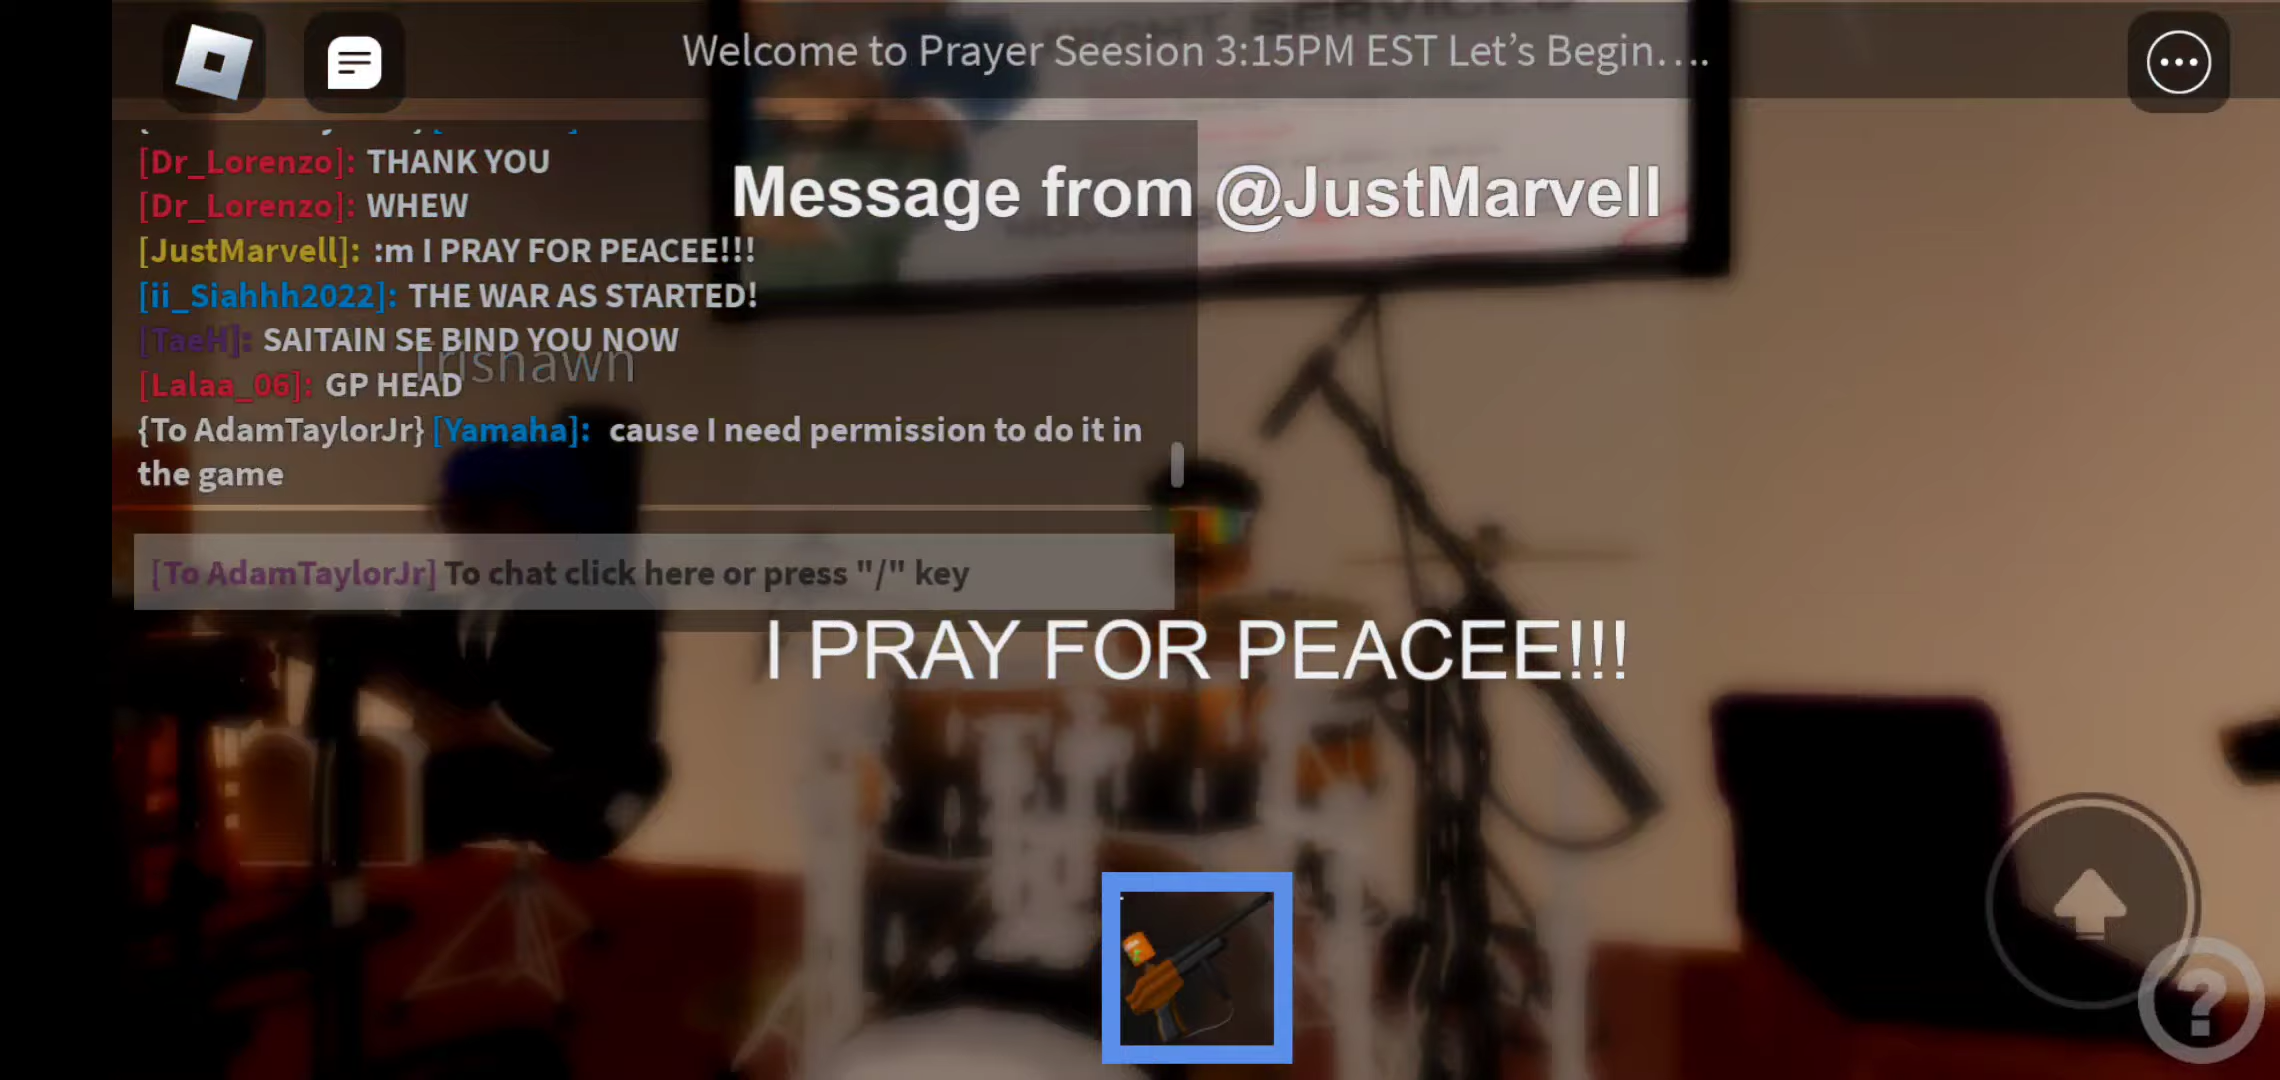 Welcome to Prayer Seesion 3:15PM EST Let's Begin....
NIGHT SERVICES
Message from @JustMarvell
[Dr_Lorenzo]: THANK YOU
[Dr_Lorenzo]: WHEW
[JustMarvell]: :m I PRAY FOR PEACEE!!!
[ii_Siahhh2022]: THE WAR AS STARTED!
[TaeH]: SAITAIN SE BIND YOU NOW
Trishawn
[Lalaa_06]: GP HEAD
{To AdamTaylorJr} [Yamaha]: cause I need permission to do it in
the game
[To AdamTaylorJr] To chat click here or press "/" key
I PRAY FOR PEACEE!!!
?